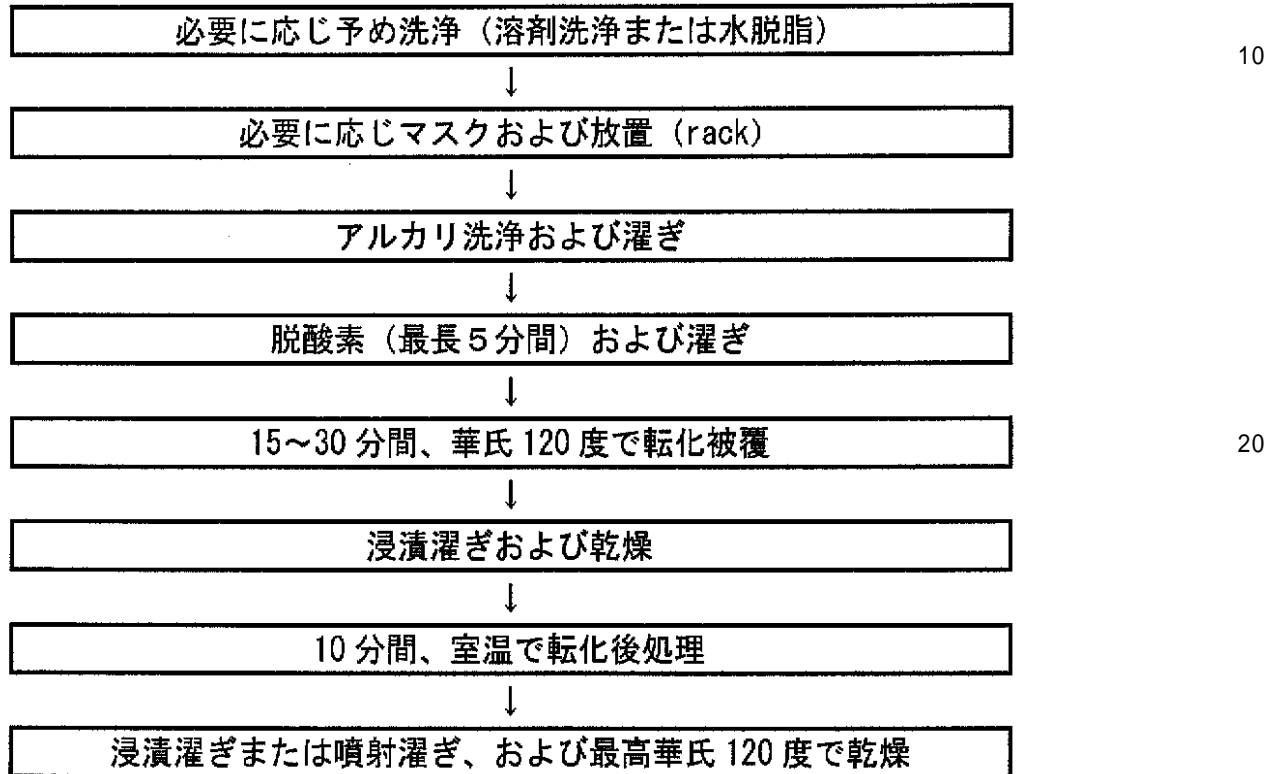 必要に応じ予め洗浄（溶剤洗浄または水脱脂）
10
↓
必要に応じマスクおよび放置（rack）
↓
アルカリ洗浄および濯ぎ
↓
脱酸素（最長５分間）および濯ぎ
↓
15～30 分間、華氏 120 度で転化被覆
20
↓
浸漬濯ぎおよび乾燥
↓
10 分間、室温で転化後処理
↓
浸漬濯ぎまたは噴射濯ぎ、および最高華氏 120 度で乾燥